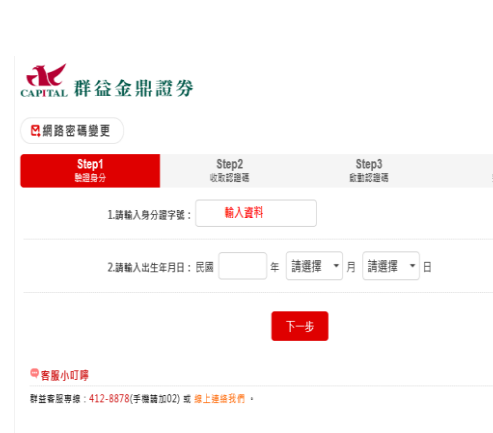 CAPITAL 群益金鼎證券
網路密碼變更
Step1 Step2 Step3
驗證身分 收取認證碼 啟動認證碼
1.請輸入身分證字號： 輸入資料
2.請輸入出生年月日： 民國 年 請選擇 月 請選擇 日
下一步
客服小叮嚀
群益客服專線：412-8878(手機請加02) 或 線上連絡我們 。